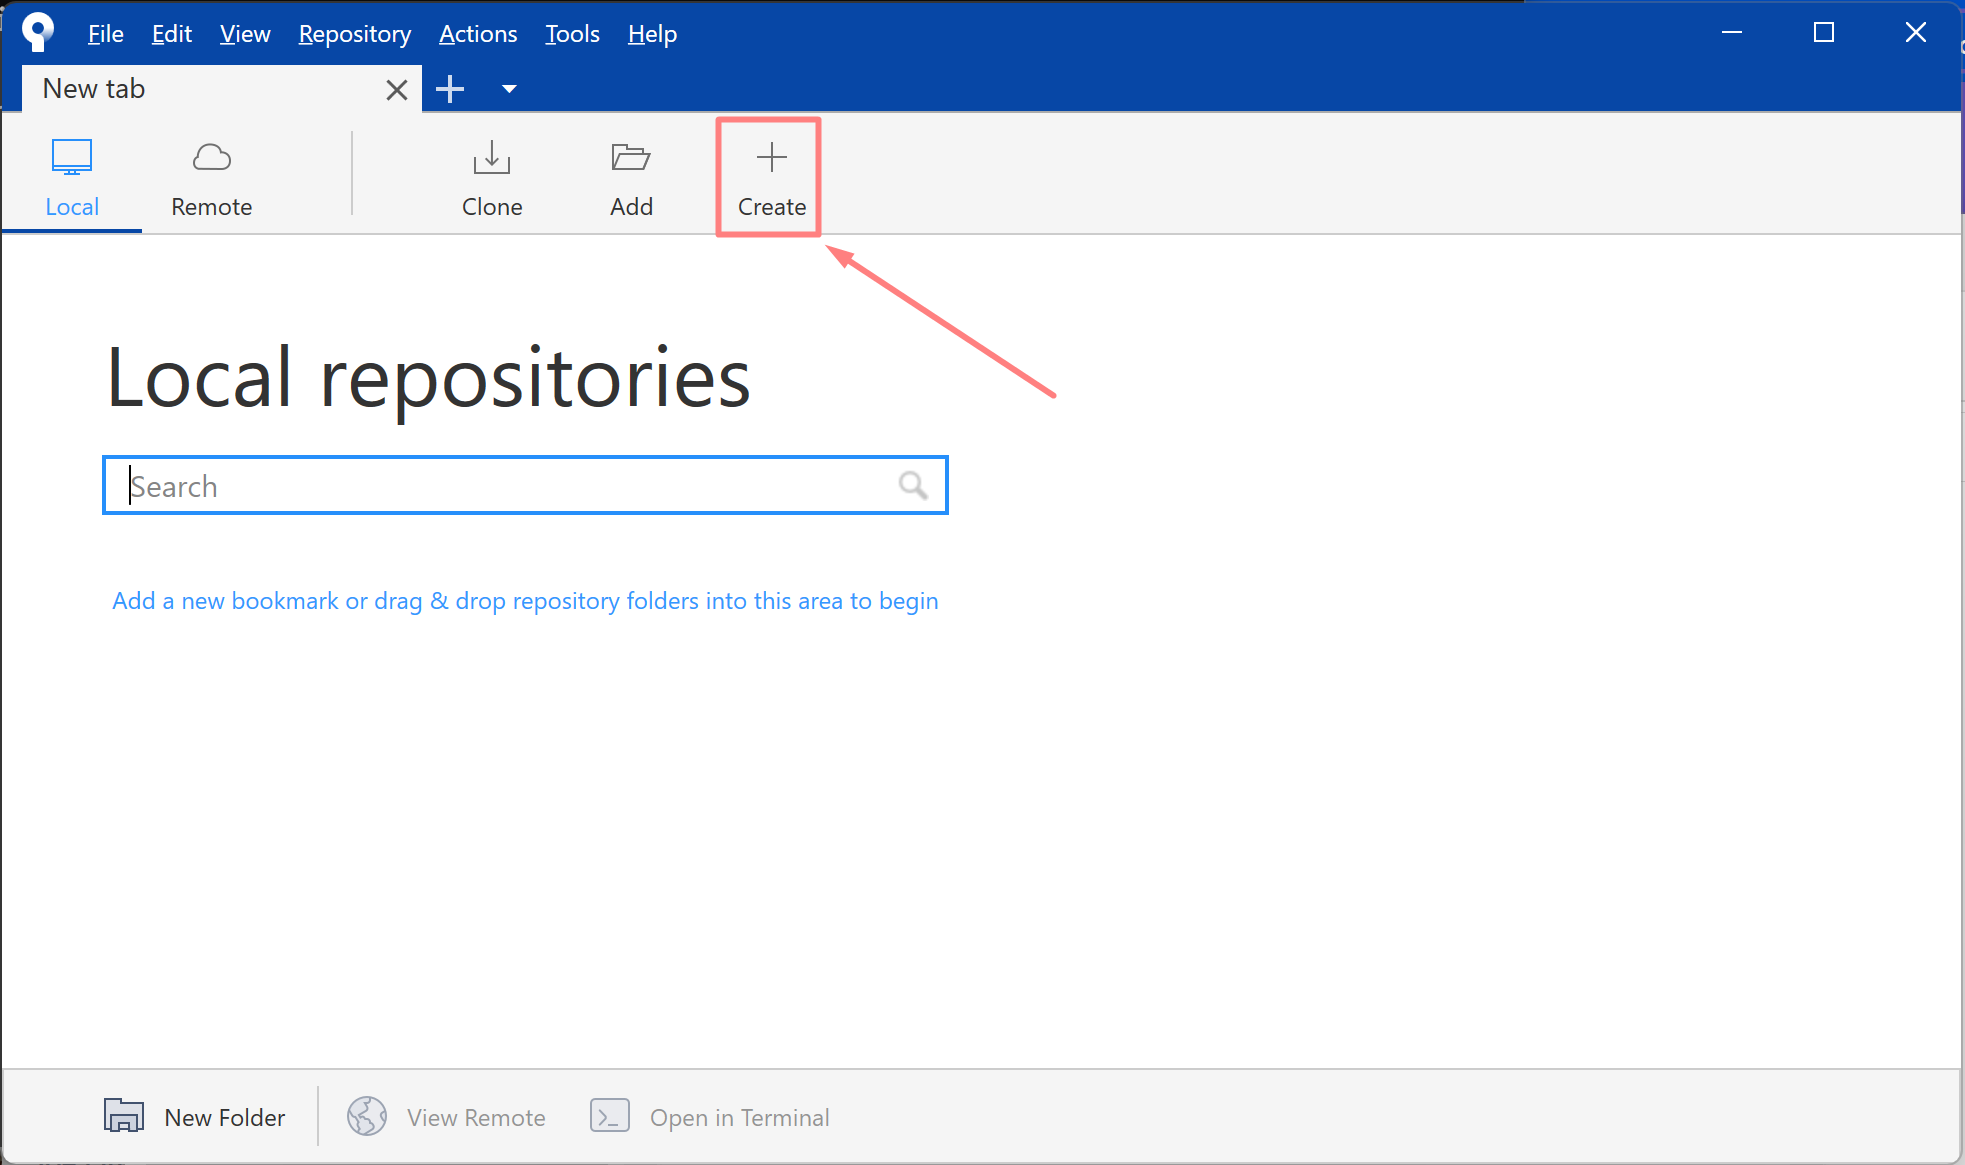 File Edit View Repository Actions Tools Help
New tab
Local Remote Clone Add Create
Local repositories
Search
Add a new bookmark or drag & drop repository folders into this area to begin
New Folder View Remote Open in Terminal